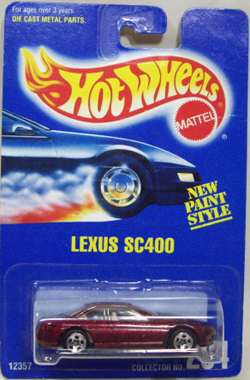 For ages over 3 years
DIE CAST METAL PARTS.
HOT WHEELS
MATTEL
NEW
PAINT
STYLE
LEXUS SC400
12357
COLLECTOR NO.